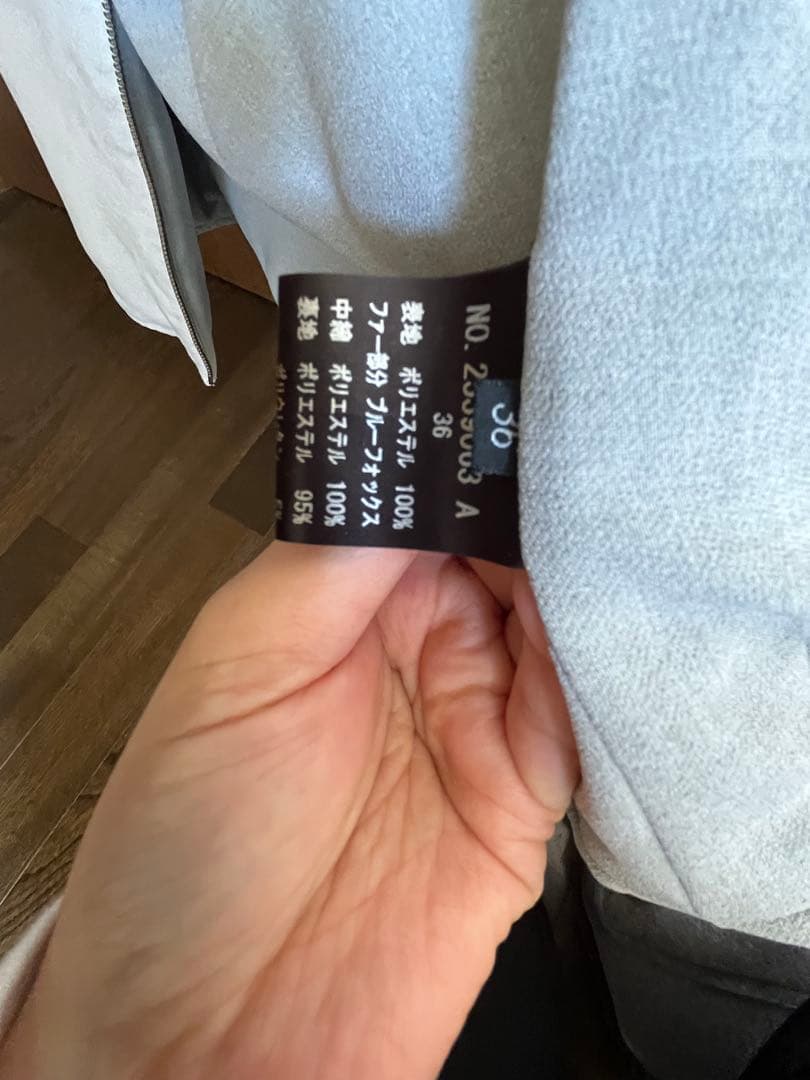 36
NO. A
36
表地 ポリエステル 100%
ファー部分 ブルーフォックス
中綿 ポリエステル 100%
裏地 ポリエステル 95%